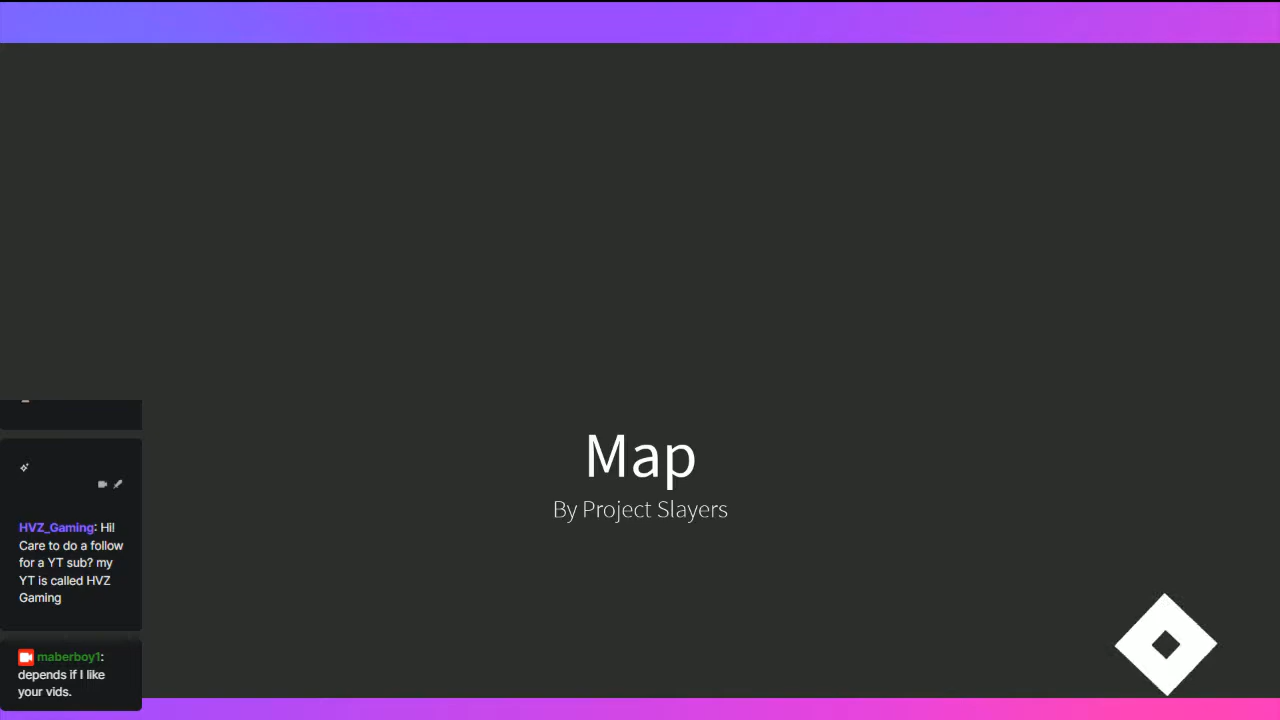 Map
By Project Slayers
HVZ_Gaming: Hi!
Care to do a follow
for a YT sub? my
YT is called HVZ
Gaming
maberboy1:
depends if I like
your vids.